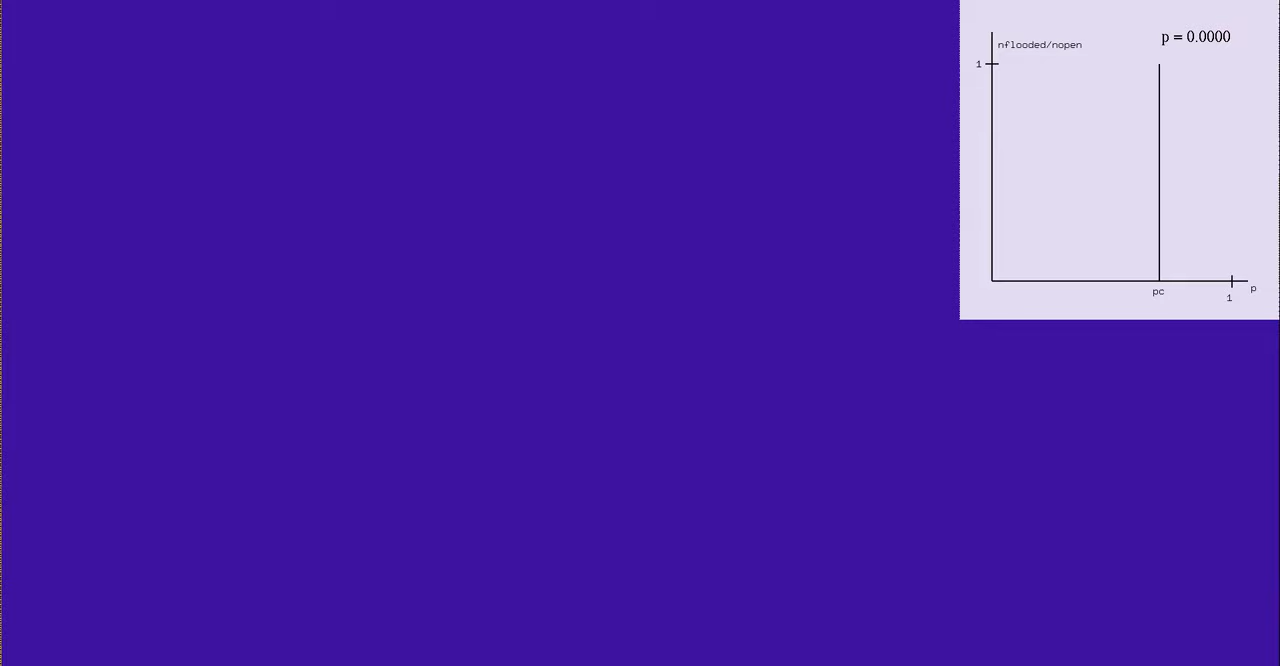 p = 0.0000
nflooded/nopen
1
pc
p
1